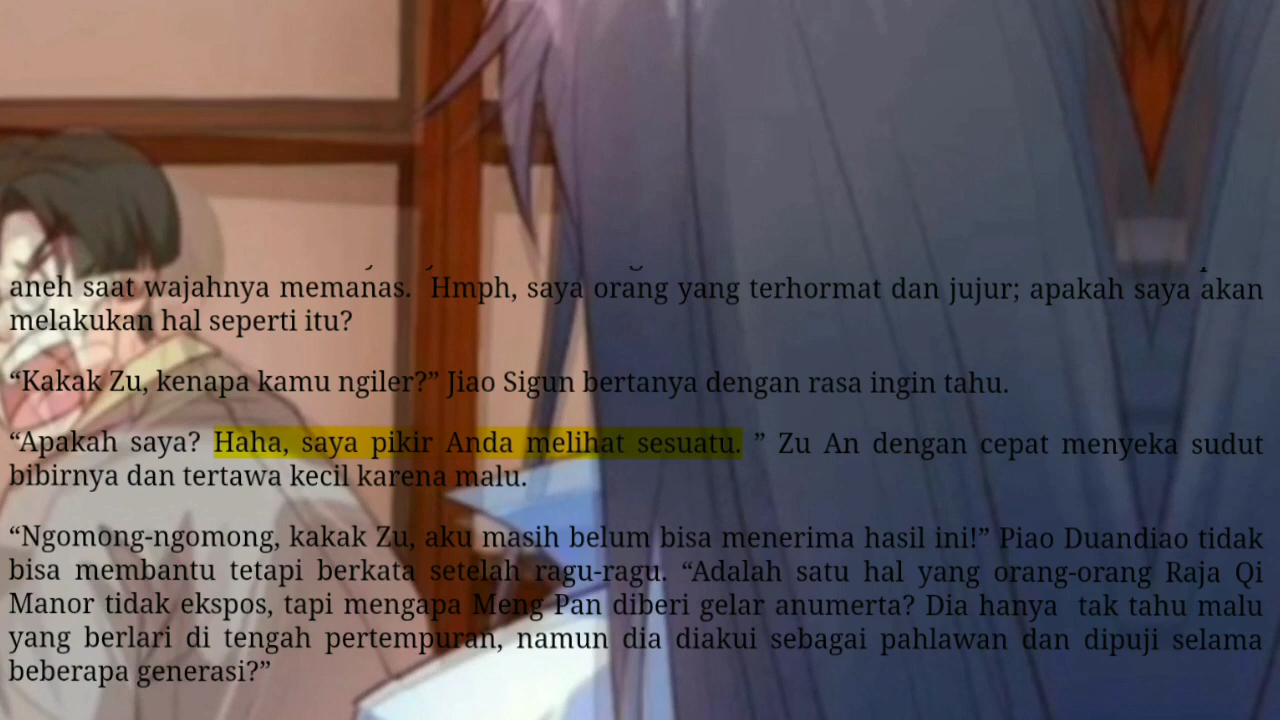 aneh saat wajahnya memanas. Hmph, saya orang yang terhormat dan jujur; apakah saya akan
melakukan hal seperti itu?
“Kakak Zu, kenapa kamu ngiler?” Jiao Sigun bertanya dengan rasa ingin tahu.
“Apakah saya? Haha, saya pikir Anda melihat sesuatu. ” Zu An dengan cepat menyeka sudut
bibirnya dan tertawa kecil karena malu.
“Ngomong-ngomong, kakak Zu, aku masih belum bisa menerima hasil ini!” Piao Duandiao tidak
bisa membantu tetapi berkata setelah ragu-ragu. “Adalah satu hal yang orang-orang Raja Qi
Manor tidak ekspos, tapi mengapa Meng Pan diberi gelar anumerta? Dia hanya tak tahu malu
yang berlari di tengah pertempuran, namun dia diakui sebagai pahlawan dan dipuji selama
beberapa generasi?”